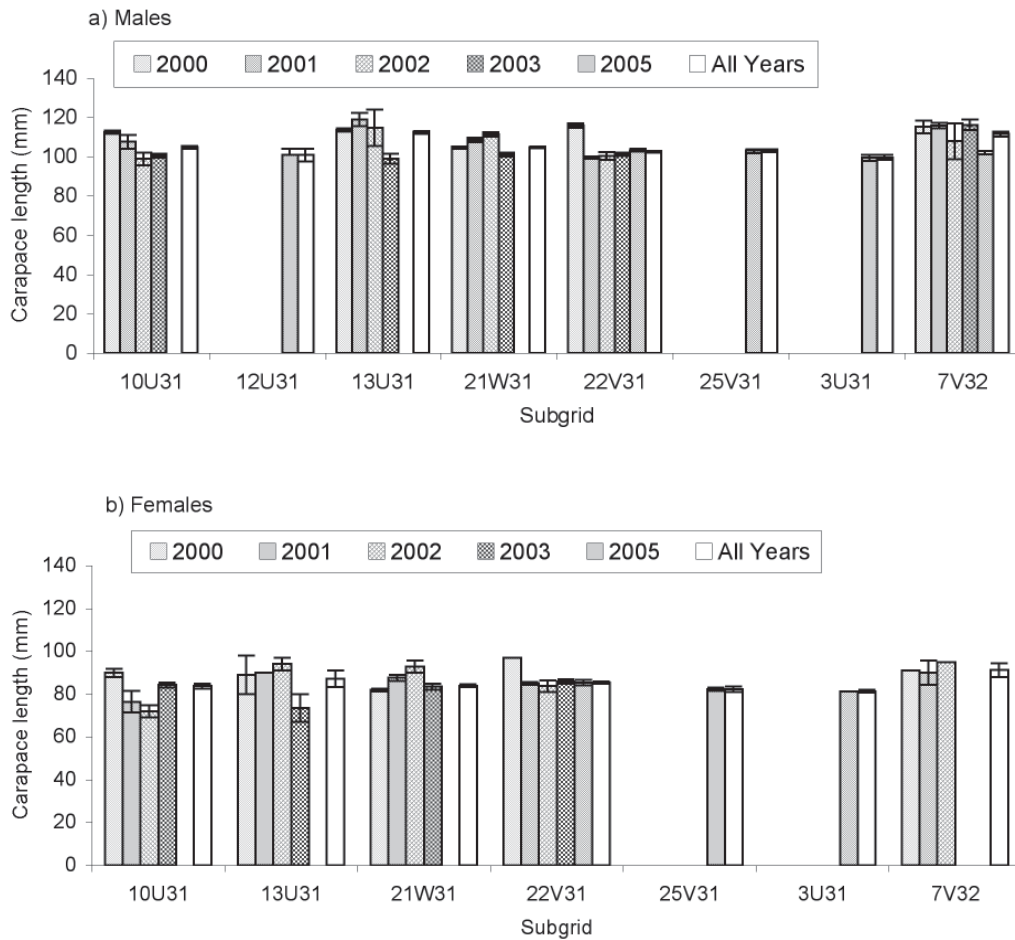 a) Males
2000 2001 2002 2003 2005 All Years
140
120
100
80
60
40
20
0
Carapace length (mm)
10U31 12U31 13U31 21W31 22V31 25V31 3U31 7V32
Subgrid
b) Females
2000 2001 2002 2003 2005 All Years
140
120
100
80
60
40
20
0
Carapace length (mm)
10U31 13U31 21W31 22V31 25V31 3U31 7V32
Subgrid